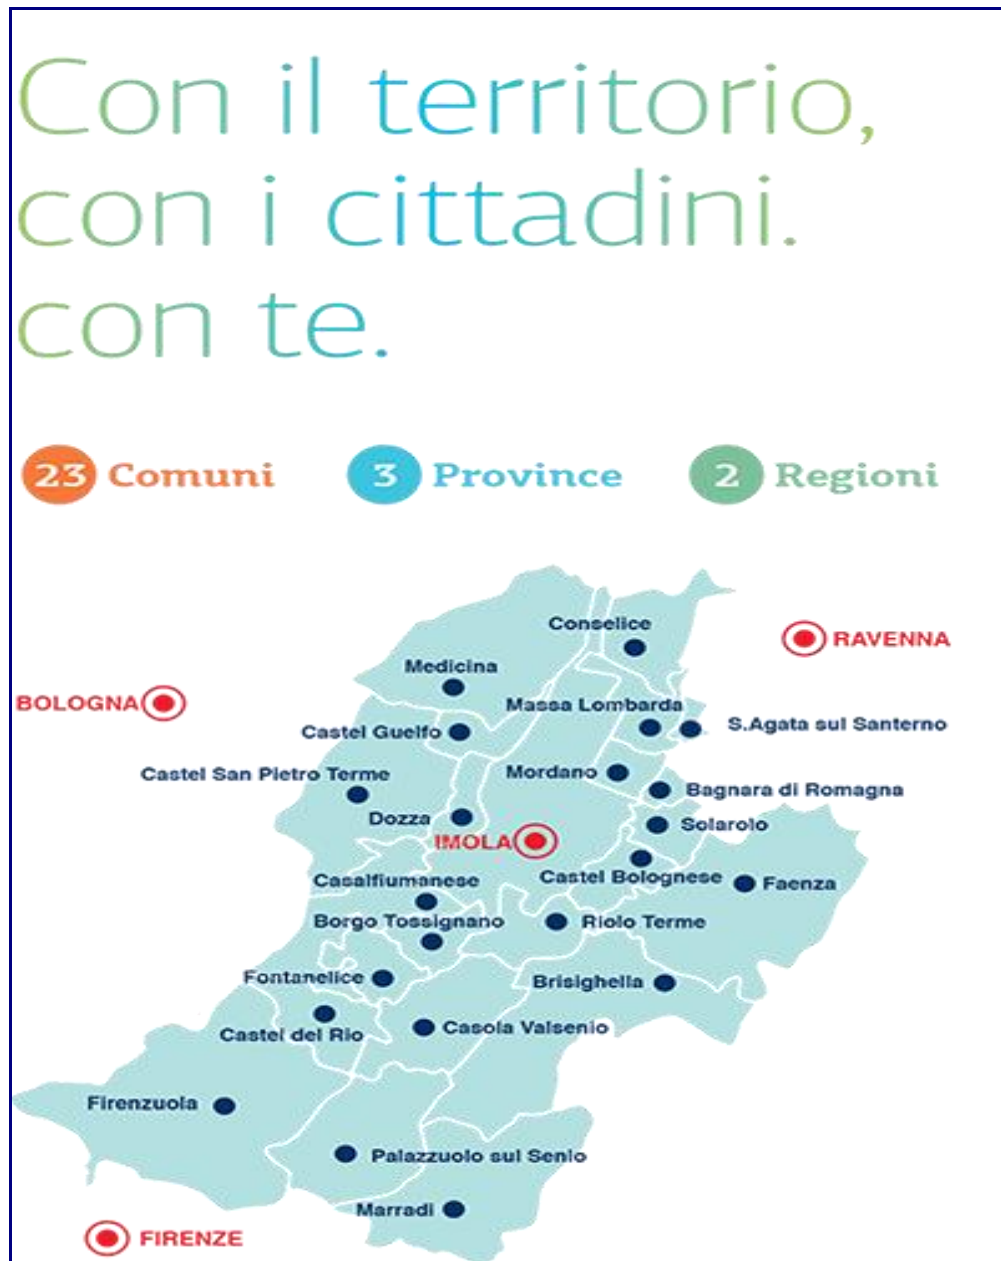 Con il territorio,
con i cittadini.
con te.
23 Comuni
3 Province
2 Regioni
Conselice
RAVENNA
Medicina
BOLOGNA
Massa Lombarda
S.Agata sul Santerno
Castel Guelfo
Castel San Pietro Terme
Mordano
Bagnara di Romagna
Dozza
Solarolo
IMOLA
Castel Bolognese
Casalfiumanese
Faenza
Borgo Tossignano
Riolo Terme
Fontanelice
Brisighella
Castel del Rio
Casola Valsenio
Firenzuola
Palazzuolo sul Senio
Marradi
FIRENZE